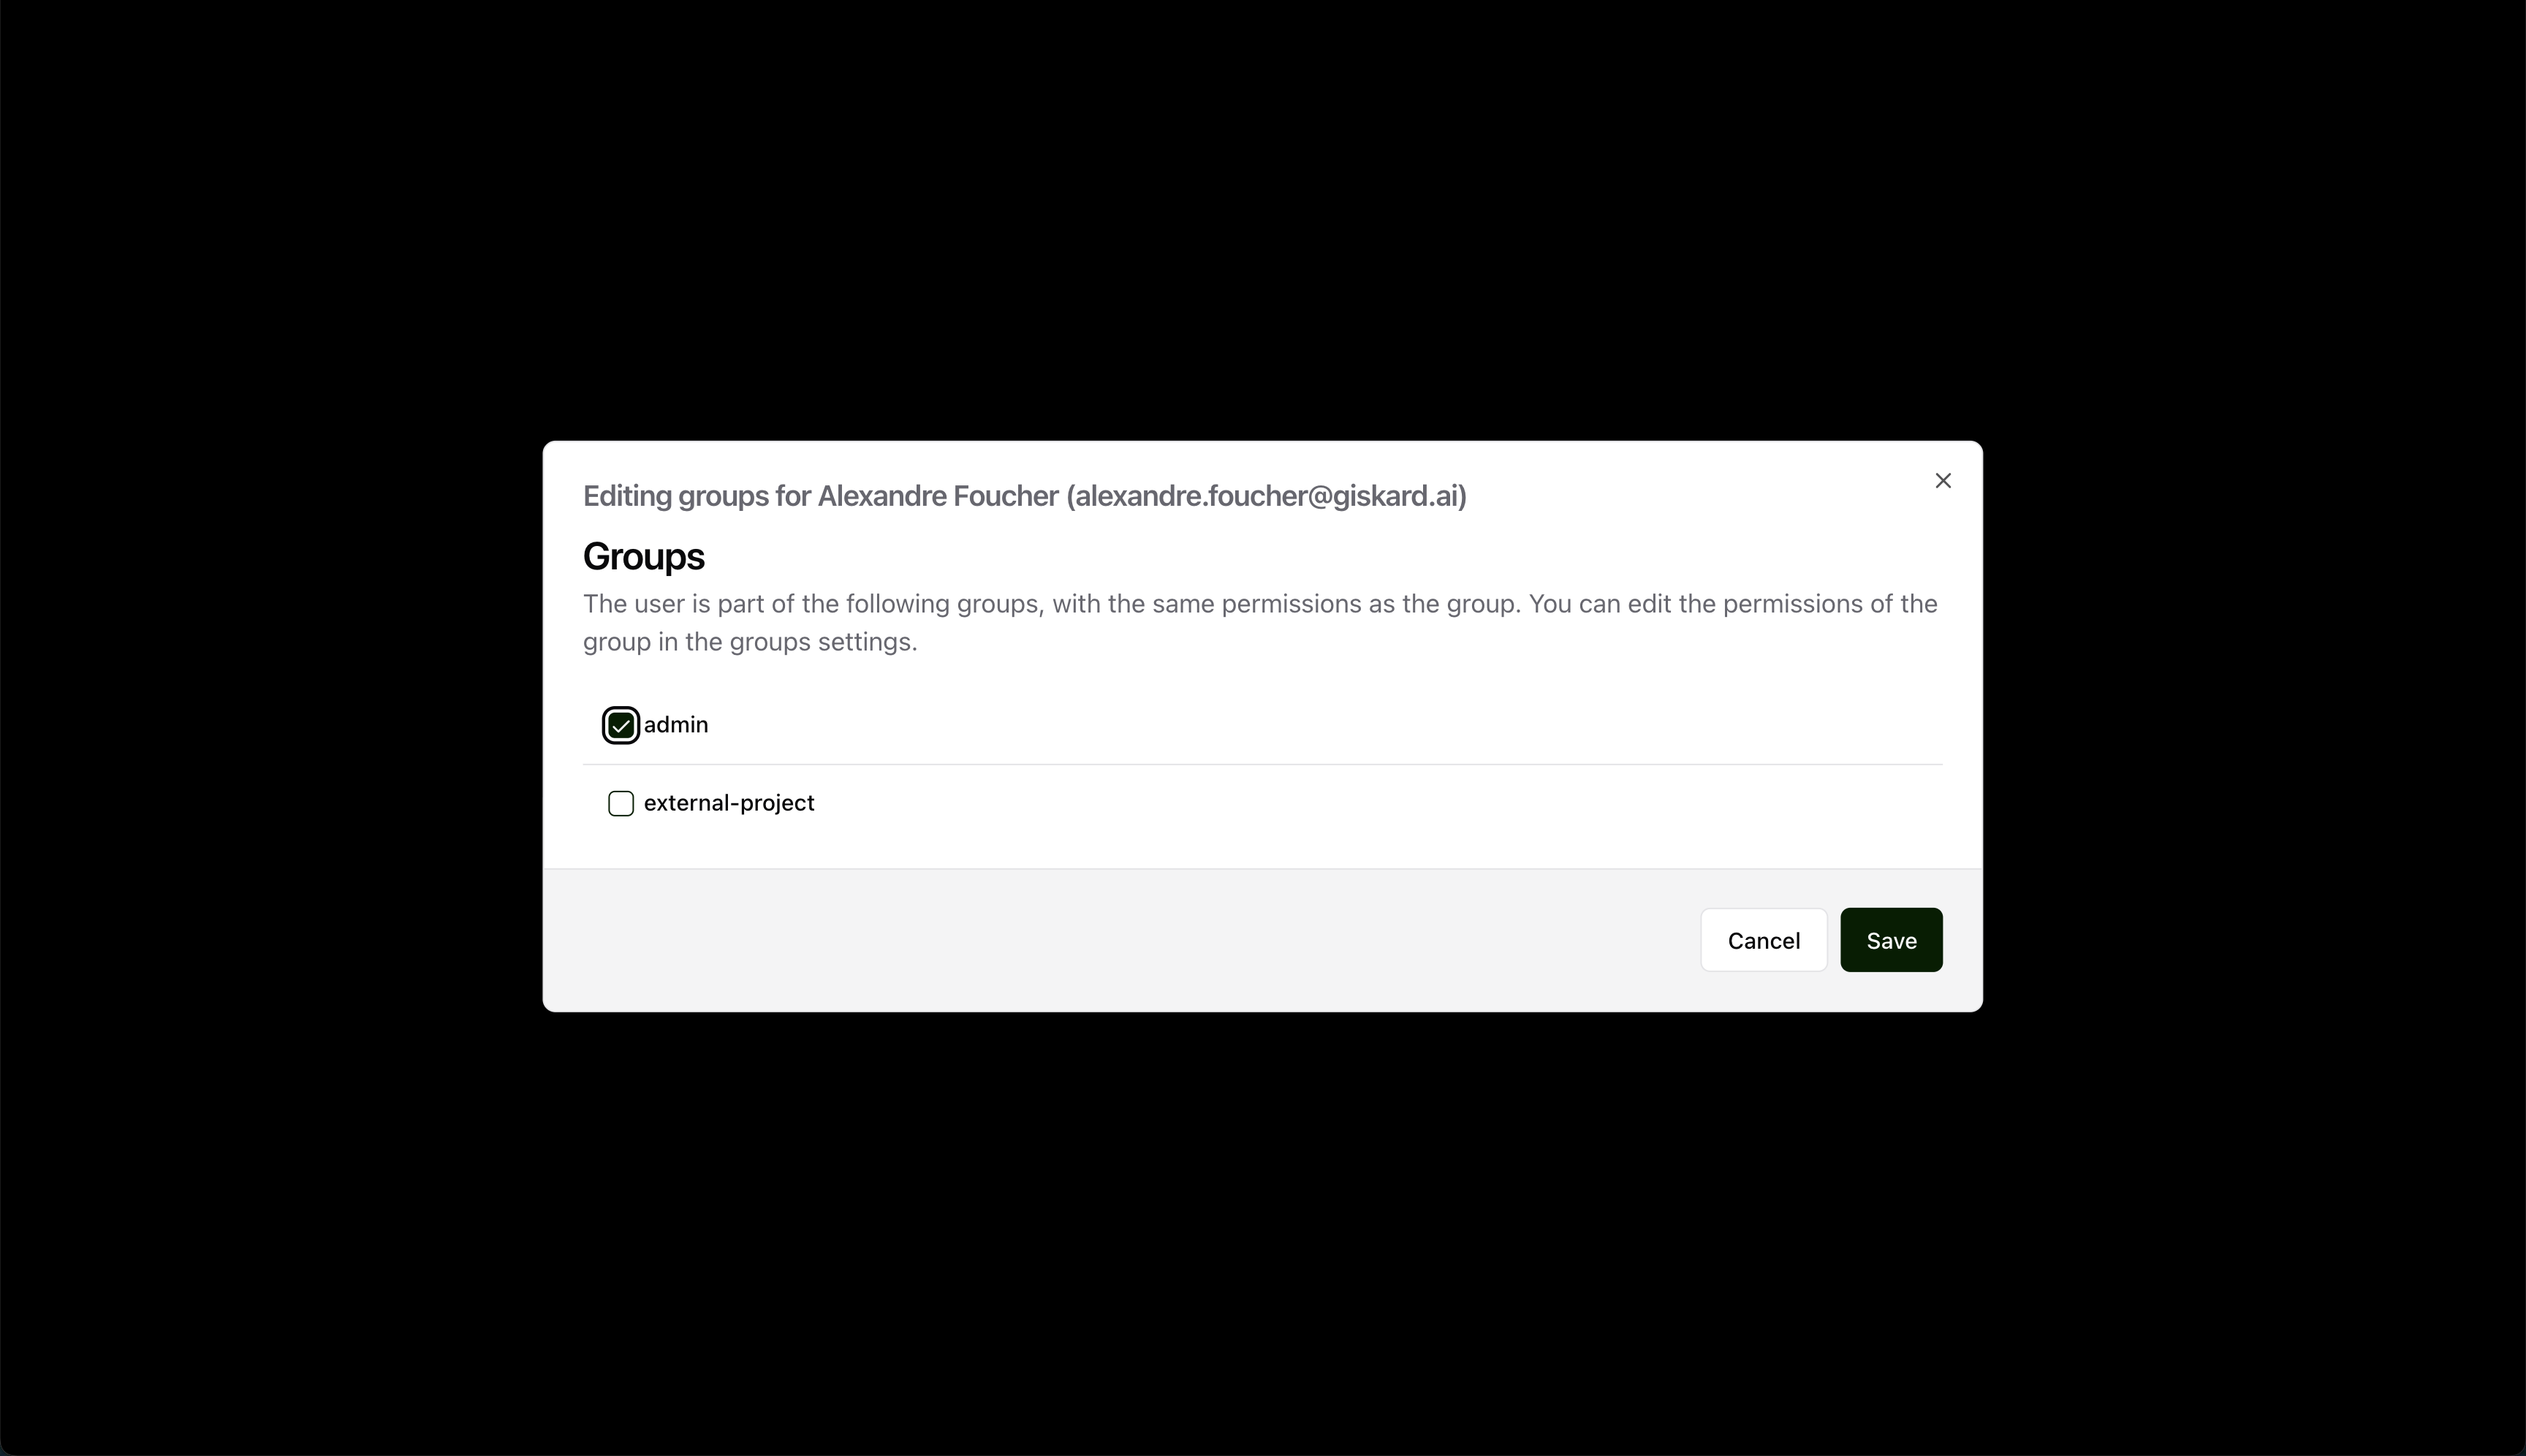 Editing groups for Alexandre Foucher (alexandre.foucher@giskard.ai)
Groups
The user is part of the following groups, with the same permissions as the group. You can edit the permissions of the
group in the groups settings.
admin
external-project
Cancel
Save